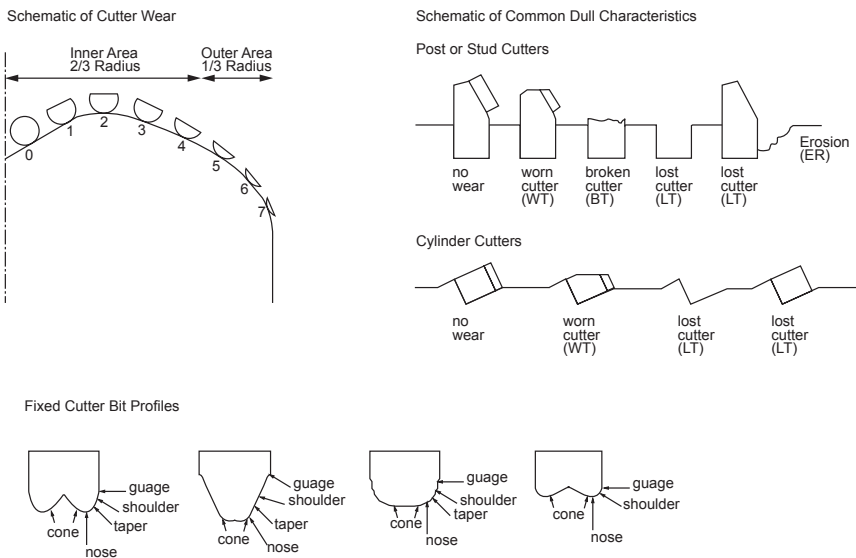 Schematic of Cutter Wear
Inner Area
2/3 Radius
Outer Area
1/3 Radius
0
1
2
3
4
5
6
7
Schematic of Common Dull Characteristics
Post or Stud Cutters
no
wear
worn
cutter
(WT)
broken
cutter
(BT)
lost
cutter
(LT)
lost
cutter
(LT)
Erosion
(ER)
Cylinder Cutters
no
wear
worn
cutter
(WT)
lost
cutter
(LT)
lost
cutter
(LT)
Fixed Cutter Bit Profiles
guage
shoulder
taper
cone
nose
guage
shoulder
taper
cone
nose
guage
shoulder
taper
cone
nose
guage
shoulder
cone
nose